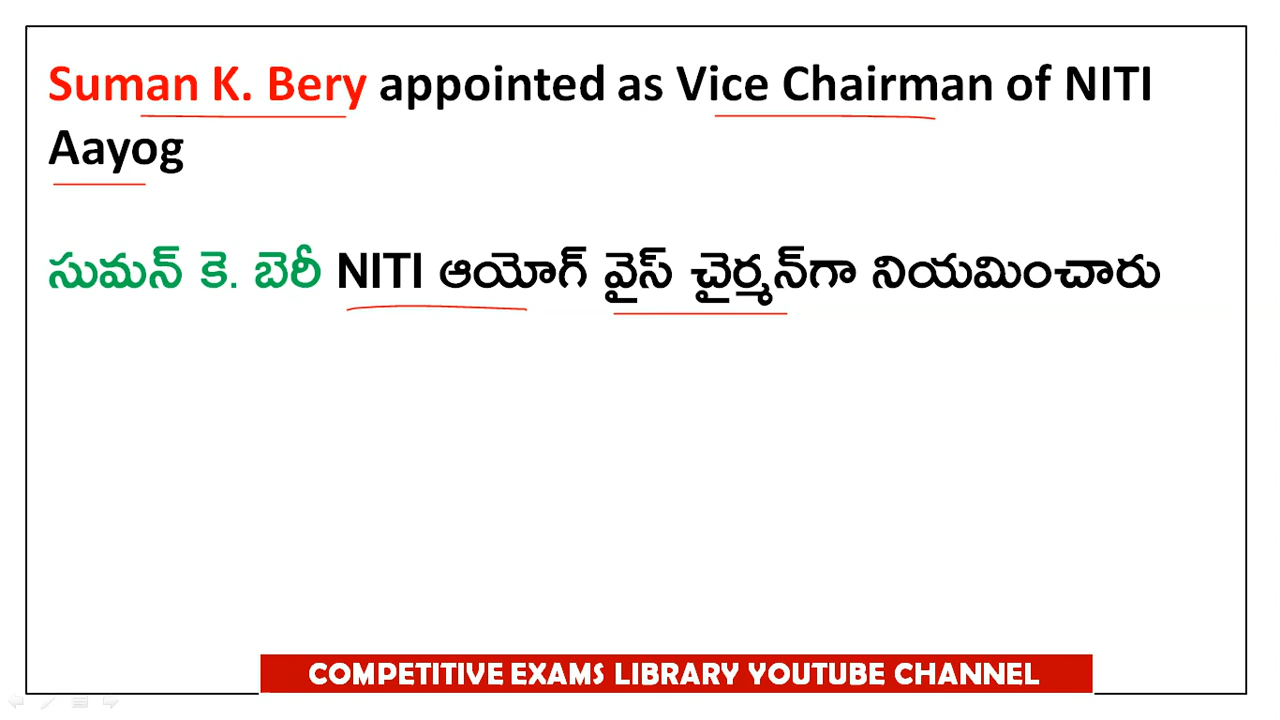 Suman K. Bery appointed as Vice Chairman of NITI
Aayog
సుమన్ కె. బెరీ NITI ఆయోగ్ వైస్ చైర్మన్‌గా నియమించారు
COMPETITIVE EXAMS LIBRARY YOUTUBE CHANNEL